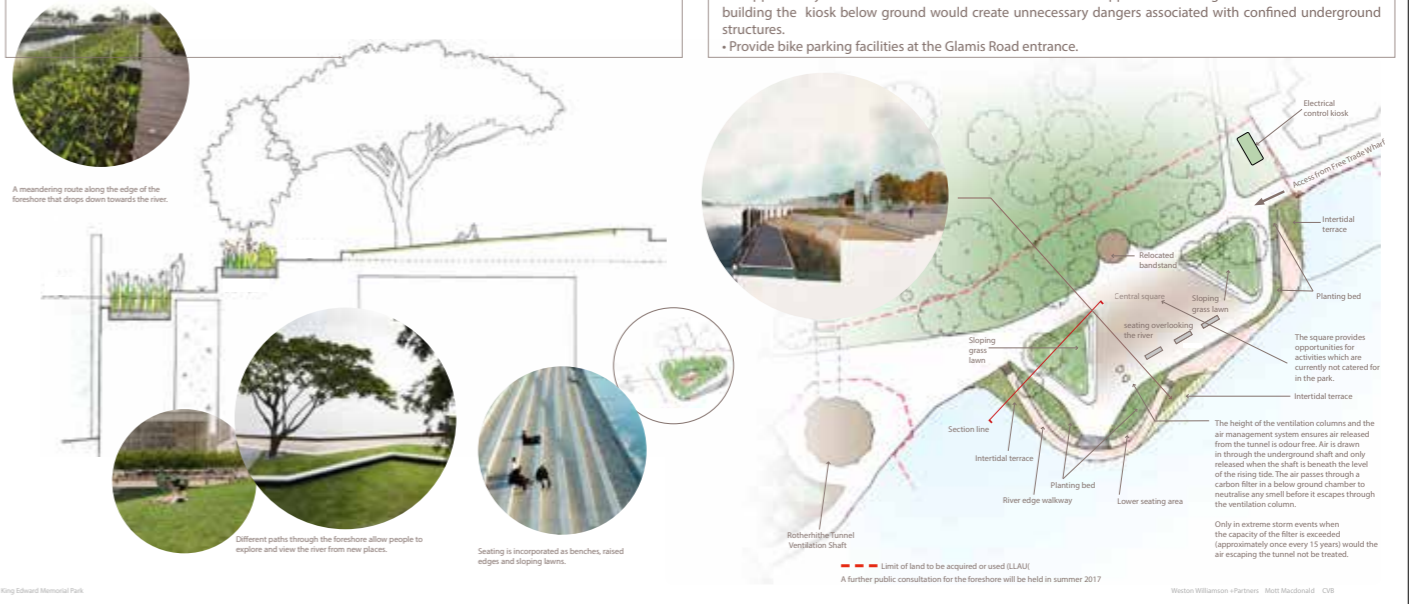 building the kiosk below ground would create unnecessary dangers associated with confined underground
structures.
• Provide bike parking facilities at the Glamis Road entrance.
A meandering route along the edge of the
foreshore that drops down towards the river.
Different paths through the foreshore allow people to
explore and view the river from new places.
Seating is incorporated as benches, raised
edges and sloping lawns.
Electrical
control kiosk
Access from Free Trade Wharf
Intertidal
terrace
Relocated
bandstand
Planting bed
Central square
Sloping
grass lawn
seating overlooking
the river
Sloping
grass
lawn
The square provides
opportunities for
activities which are
currently not catered for
in the park.
Intertidal terrace
Section line
Intertidal terrace
Planting bed
River edge walkway
Lower seating area
The height of the ventilation columns and the
air management system ensures air released
from the tunnel is odour free. Air is drawn
in through the underground shaft and only
released when the shaft is beneath the level
of the rising tide. The air passes through a
carbon filter in a below ground chamber to
neutralise any smell before it escapes through
the ventilation column.
Only in extreme storm events when
the capacity of the filter is exceeded
(approximately once every 15 years) would the
air escaping the tunnel not be treated.
Rotherhithe Tunnel
Ventilation Shaft
Limit of land to be acquired or used (LLAU(
A further public consultation for the foreshore will be held in summer 2017
King Edward Memorial Park
Weston Williamson +Partners Mott Macdonald CVB